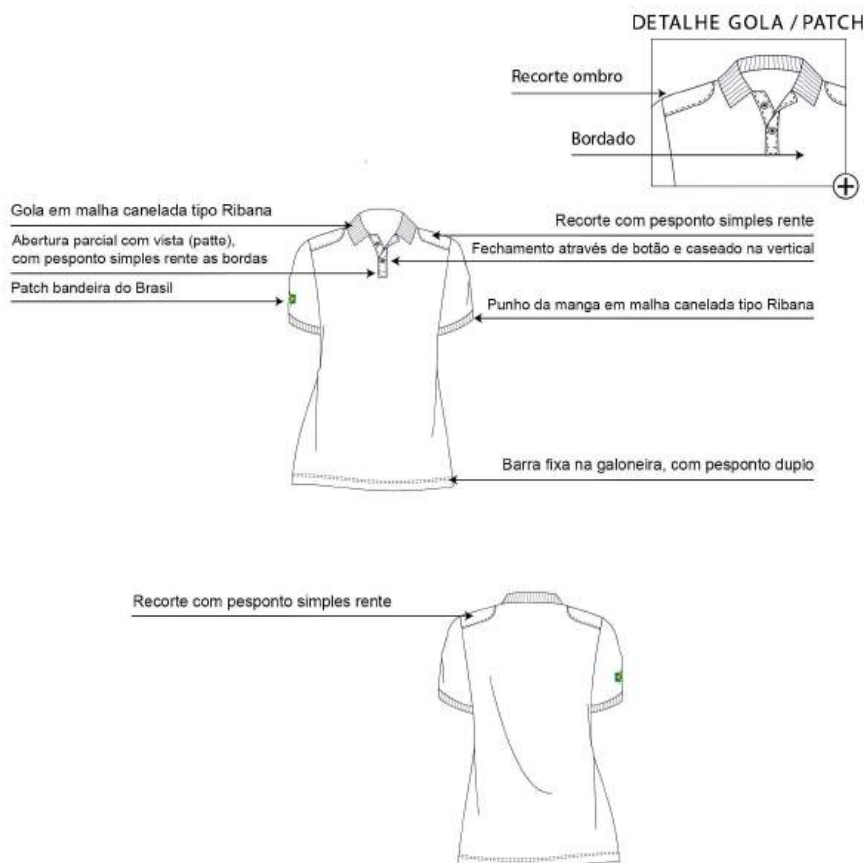 DETALHE GOLA / PATCH
Recorte ombro
Bordado
Gola em malha canelada tipo Ribana
Abertura parcial com vista (patte),
com pesponto simples rente as bordas
Patch bandeira do Brasil
Recorte com pesponto simples rente
Fechamento através de botão e caseado na vertical
Punho da manga em malha canelada tipo Ribana
Barra fixa na galoneira, com pesponto duplo
Recorte com pesponto simples rente